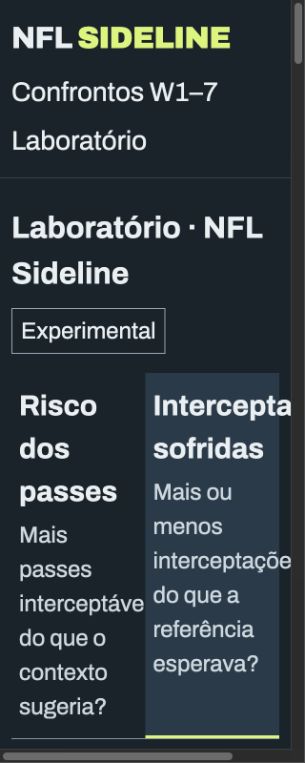 NFL SIDELINE
Confrontos W1–7
Laboratório
Laboratório · NFL
Sideline
Experimental
Risco
dos
passes
Mais
passes
interceptáve
do que o
contexto
sugeria?
Intercepta
sofridas
Mais ou
menos
interceptaçõe
do que a
referência
esperava?